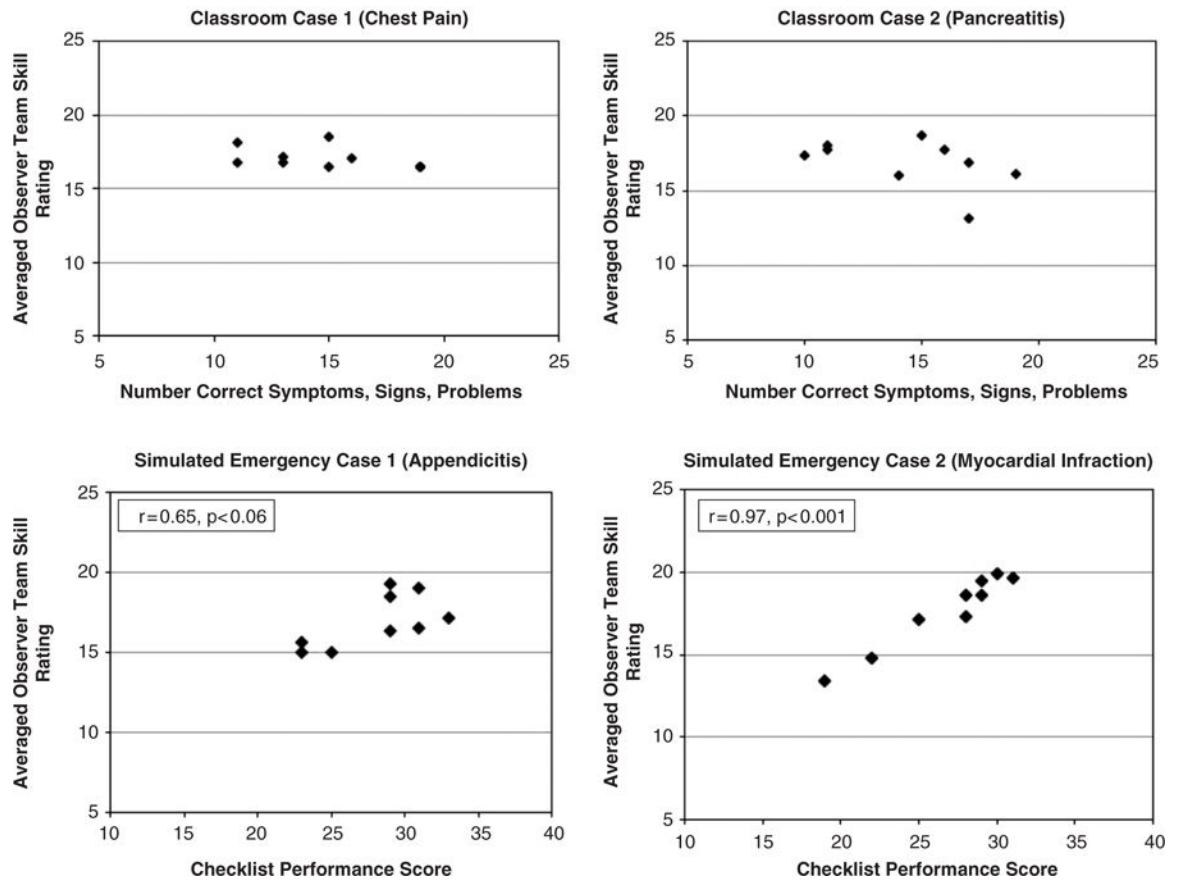 Classroom Case 1 (Chest Pain)
25
20
15
10
5
5 10 15 20 25
Averaged Observer Team Skill
Rating
Number Correct Symptoms, Signs, Problems
Classroom Case 2 (Pancreatitis)
25
20
15
10
5
5 10 15 20 25
Averaged Observer Team Skill
Rating
Number Correct Symptoms, Signs, Problems
Simulated Emergency Case 1 (Appendicitis)
r=0.65, p<0.06
25
20
15
10
5
10 15 20 25 30 35 40
Averaged Observer Team Skill
Rating
Checklist Performance Score
Simulated Emergency Case 2 (Myocardial Infraction)
r=0.97, p<0.001
25
20
15
10
5
10 15 20 25 30 35 40
Averaged Observer Team Skill
Rating
Checklist Performance Score